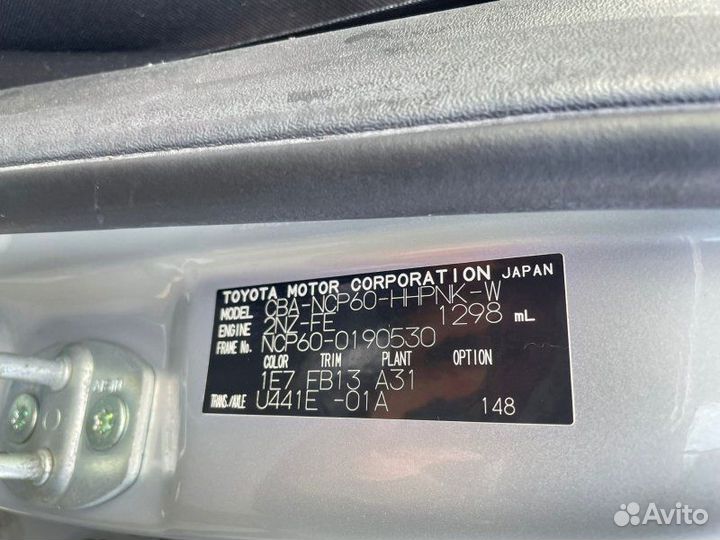 TOYOTA MOTOR CORPORATION JAPAN
MODEL CBA-NCP60-HHPNK-W
ENGINE 2NZ-FE 1298 mL
FRAME No. NCP60-0190530
COLOR TRIM PLANT OPTION
1E7 FB13 A31
TRANS./AXLE U441E -01A 148
Avito